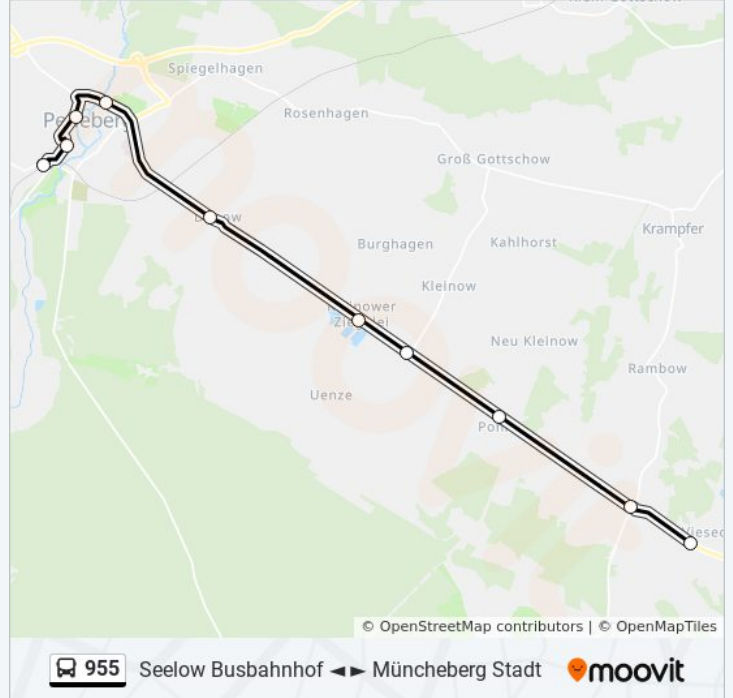 Spiegelhagen
Rosenhagen
Groß Gottschow
Krampfer
Burghagen
Kahlhorst
Kleinow
Neu Kleinow
Rambow
Uenze
© OpenStreetMap contributors | © OpenMapTiles
955 Seelow Busbahnhof ◄► Müncheberg Stadt moovit